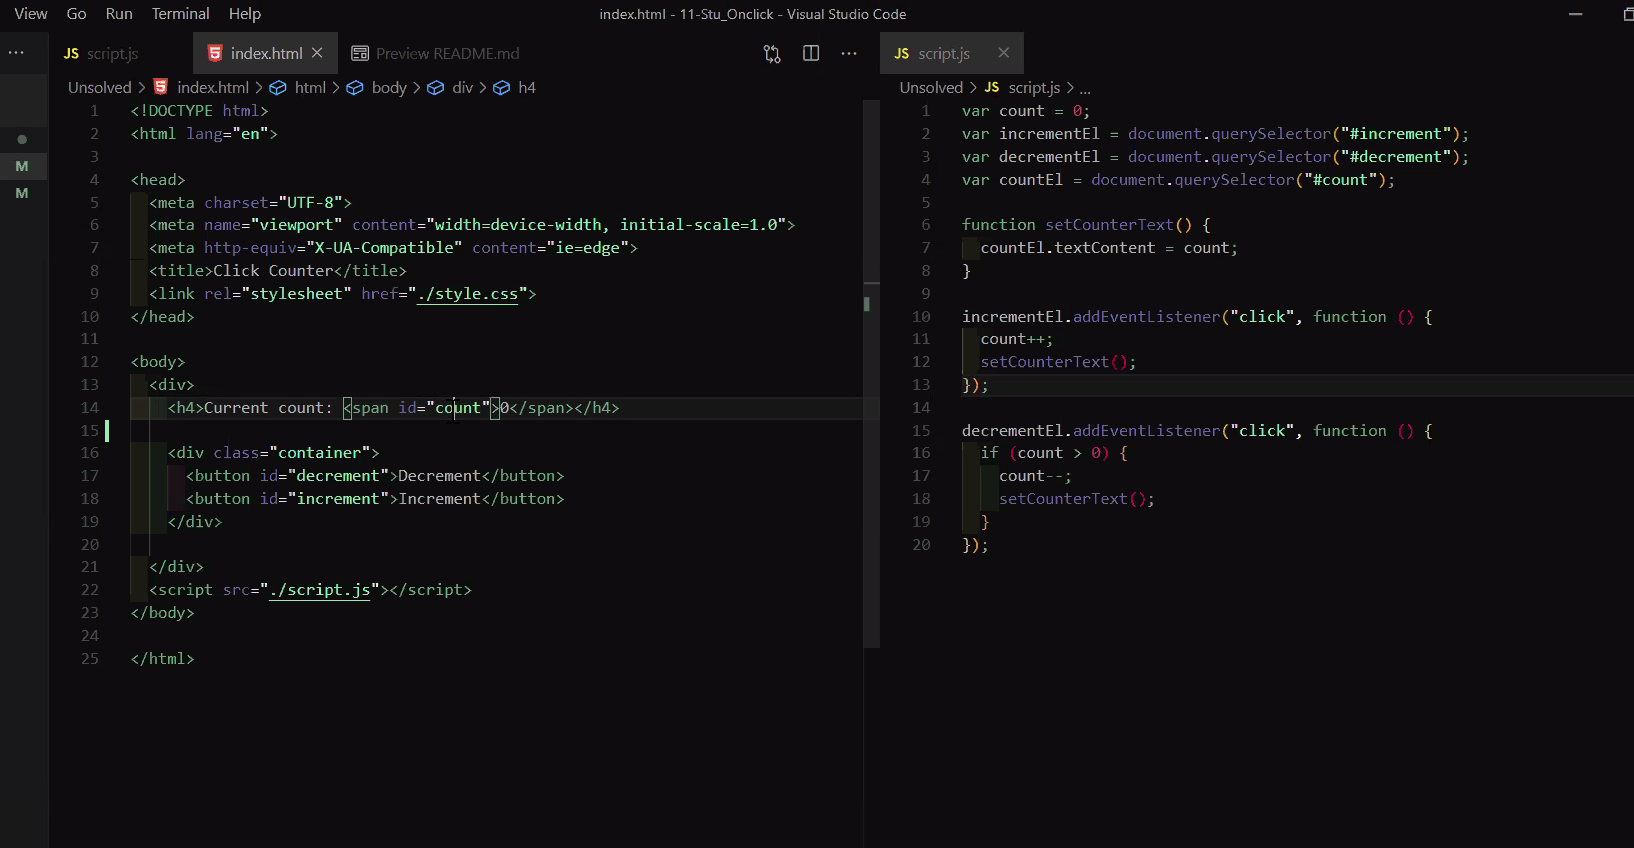 View Go Run Terminal Help
index.html - 11-Stu_Onclick - Visual Studio Code
JS script.js
index.html
Preview README.md
JS script.js
Unsolved > index.html > html > body > div > h4
Unsolved > JS script.js > ...
M
M
1 <!DOCTYPE html>
2 <html lang="en">
3
4 <head>
5 <meta charset="UTF-8">
6 <meta name="viewport" content="width=device-width, initial-scale=1.0">
7 <meta http-equiv="X-UA-Compatible" content="ie=edge">
8 <title>Click Counter</title>
9 <link rel="stylesheet" href="./style.css">
10 </head>
11
12 <body>
13 <div>
14 <h4>Current count: <span id="count">0</span></h4>
15
16 <div class="container">
17 <button id="decrement">Decrement</button>
18 <button id="increment">Increment</button>
19 </div>
20
21 </div>
22 <script src="./script.js"></script>
23 </body>
24
25 </html>
1 var count = 0;
2 var incrementEl = document.querySelector("#increment");
3 var decrementEl = document.querySelector("#decrement");
4 var countEl = document.querySelector("#count");
5
6 function setCounterText() {
7 countEl.textContent = count;
8 }
9
10 incrementEl.addEventListener("click", function () {
11 count++;
12 setCounterText();
13 });
14
15 decrementEl.addEventListener("click", function () {
16 if (count > 0) {
17 count--;
18 setCounterText();
19 }
20 });